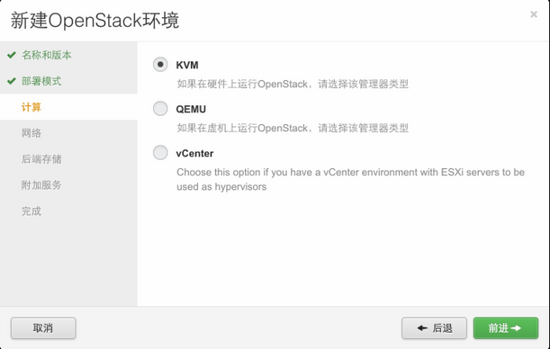 新建OpenStack环境
×
名称和版本
部署模式
计算
网络
后端存储
附加服务
完成
KVM
如果在硬件上运行OpenStack，请选择该管理器类型
QEMU
如果在虚机上运行OpenStack，请选择该管理器类型
vCenter
Choose this option if you have a vCenter environment with ESXi servers to be
used as hypervisors
取消
后退
前进